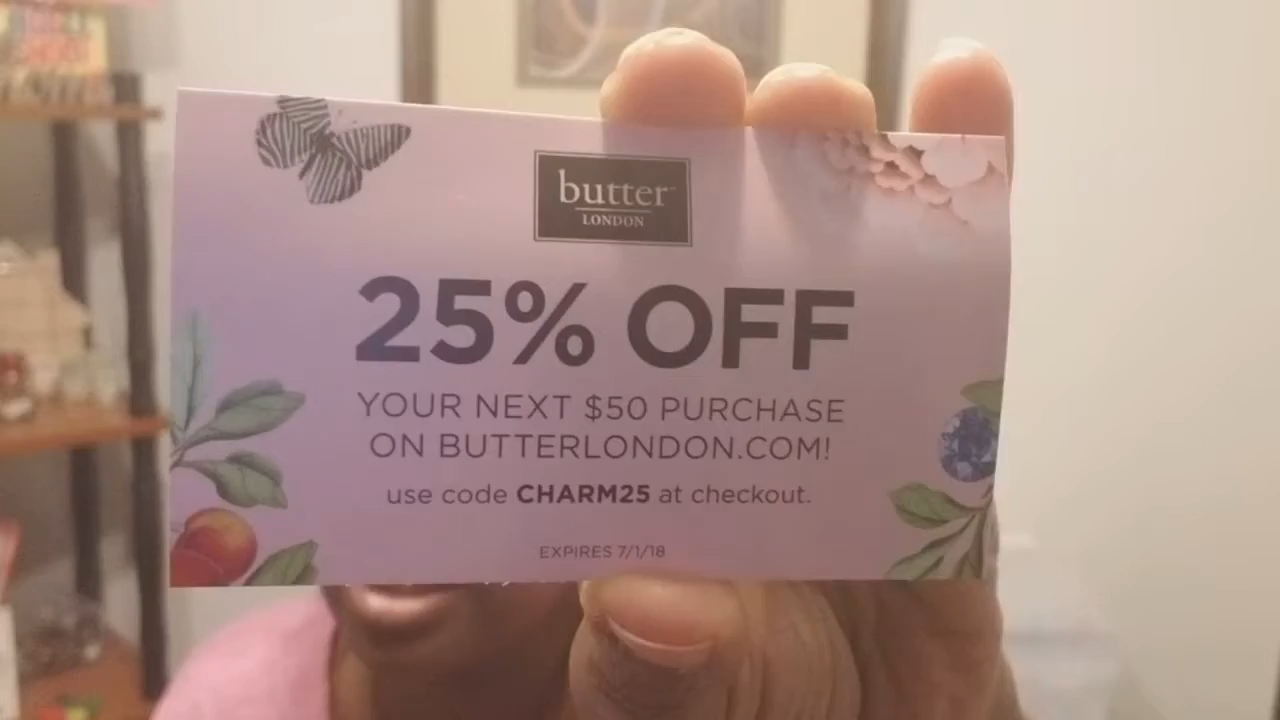 butter
LONDON
25% OFF
YOUR NEXT $50 PURCHASE
ON BUTTERLONDON.COM!
use code CHARM25 at checkout.
EXPIRES 7/1/18